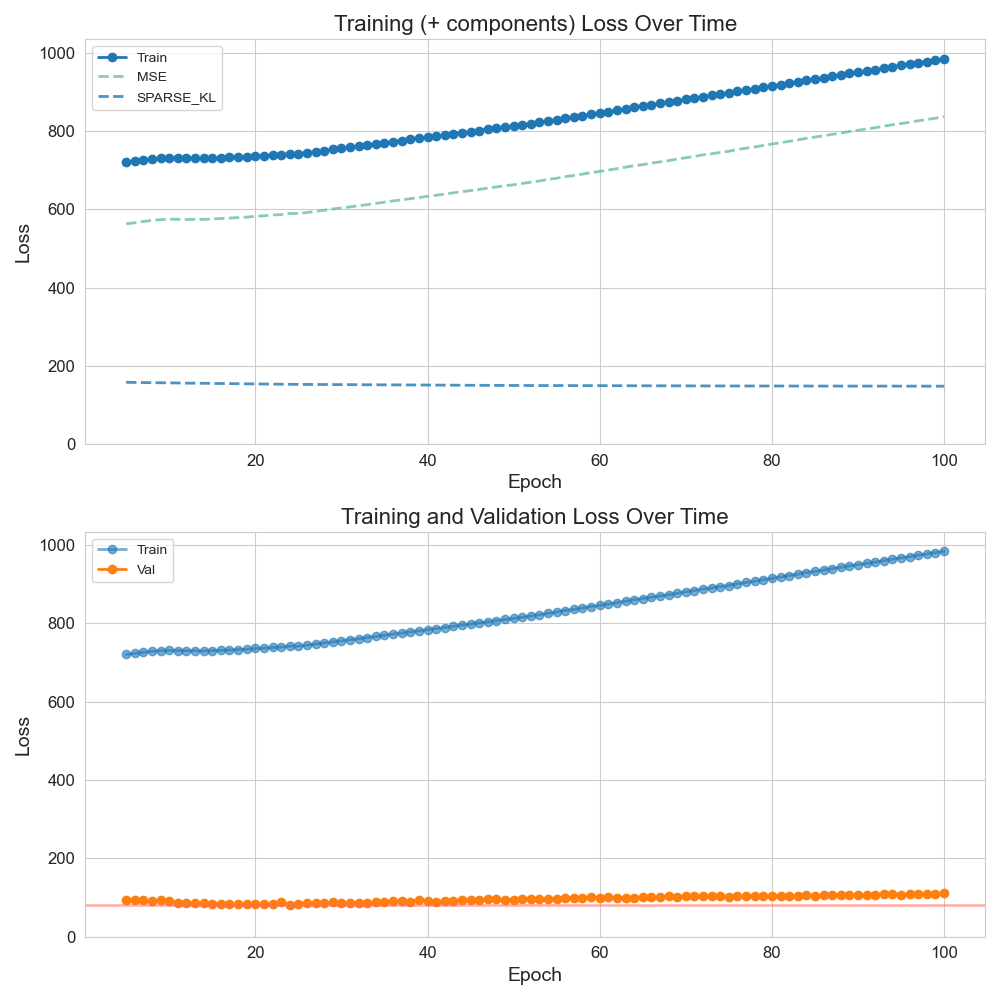 Training (+ components) Loss Over Time
Train
MSE
SPARSE_KL
1000
800
600
400
200
0
Loss
20 40 60 80 100
Epoch
Training and Validation Loss Over Time
Train
Val
1000
800
600
400
200
0
Loss
20 40 60 80 100
Epoch